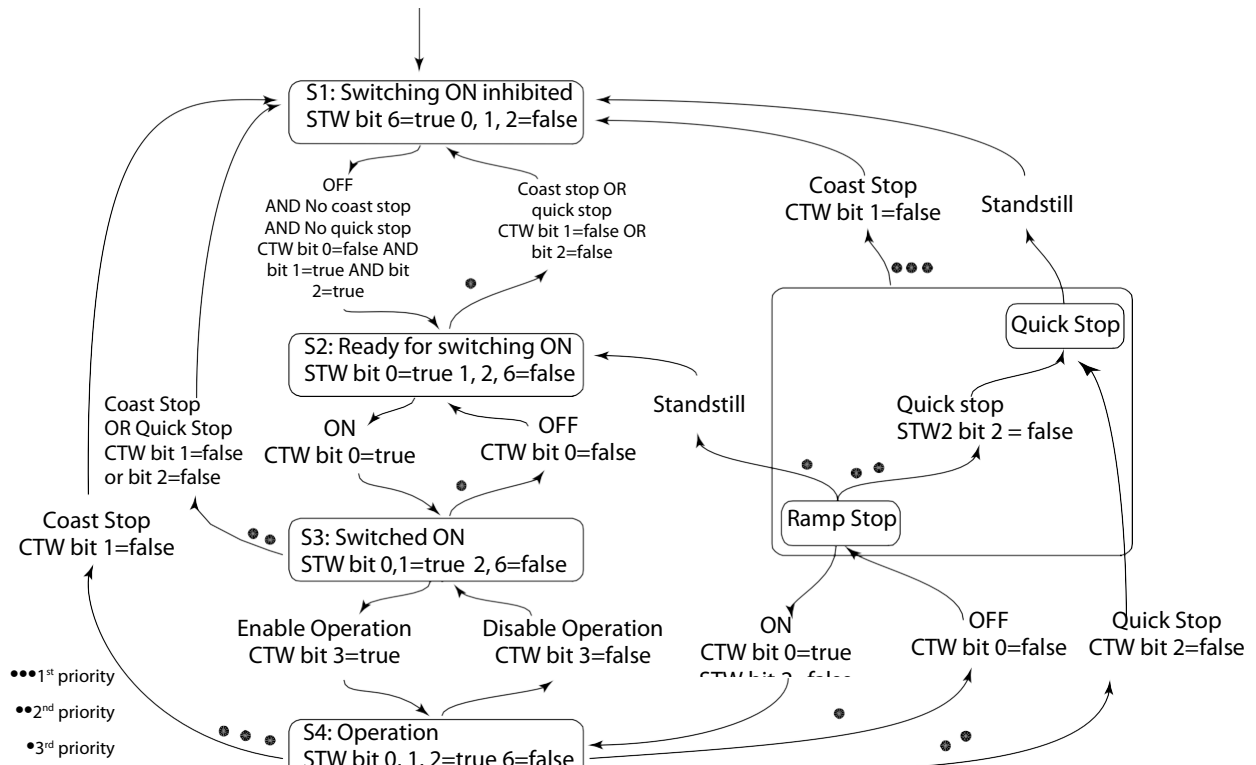 S1: Switching ON inhibited
STW bit 6=true 0, 1, 2=false
OFF
AND No coast stop
AND No quick stop
CTW bit 0=false AND
bit 1=true AND bit
2=true
Coast stop OR
quick stop
CTW bit 1=false OR
bit 2=false
Coast Stop
CTW bit 1=false
Standstill
Quick Stop
S2: Ready for switching ON
STW bit 0=true 1, 2, 6=false
Coast Stop
OR Quick Stop
CTW bit 1=false
or bit 2=false
ON
CTW bit 0=true
OFF
CTW bit 0=false
Standstill
Quick stop
STW2 bit 2 = false
Ramp Stop
Coast Stop
CTW bit 1=false
S3: Switched ON
STW bit 0,1=true 2, 6=false
Enable Operation
CTW bit 3=true
Disable Operation
CTW bit 3=false
ON
CTW bit 0=true
OFF
CTW bit 0=false
Quick Stop
CTW bit 2=false
●●●1st priority
●●2nd priority
●3rd priority
S4: Operation
STW bit 0, 1, 2=true 6=false